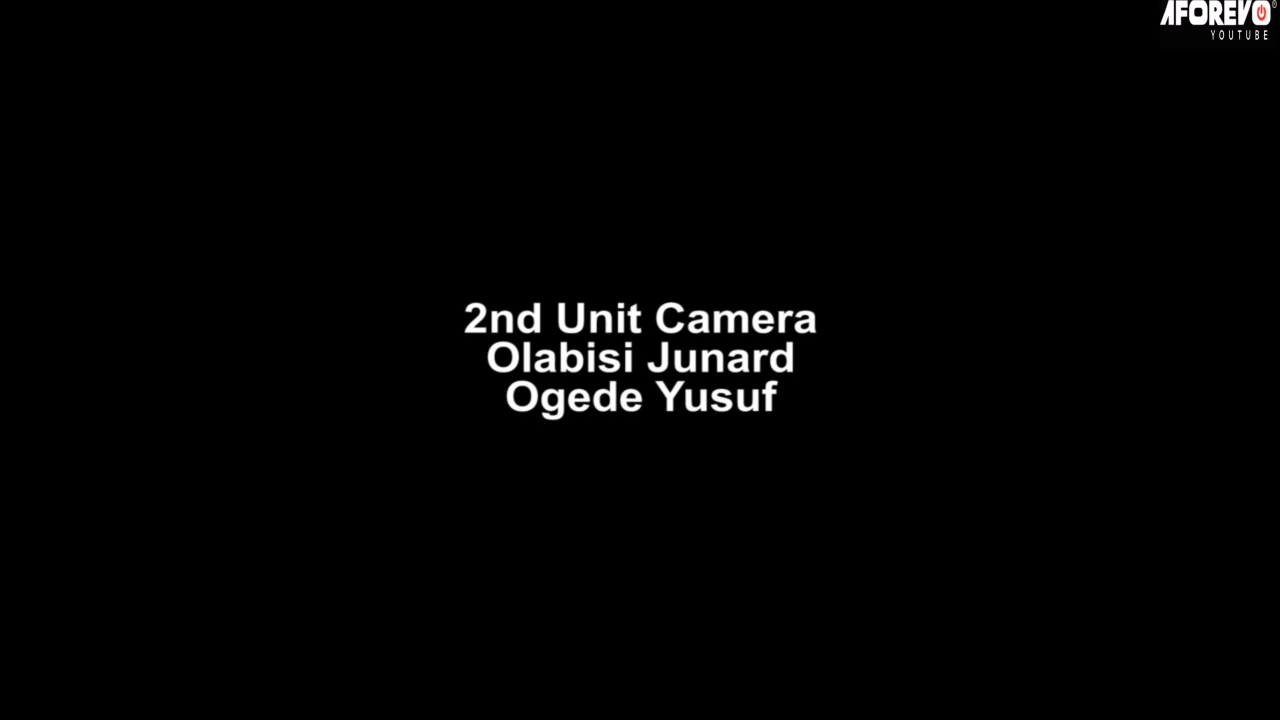 AFOREVO
YOUTUBE
2nd Unit Camera
Olabisi Junard
Ogede Yusuf